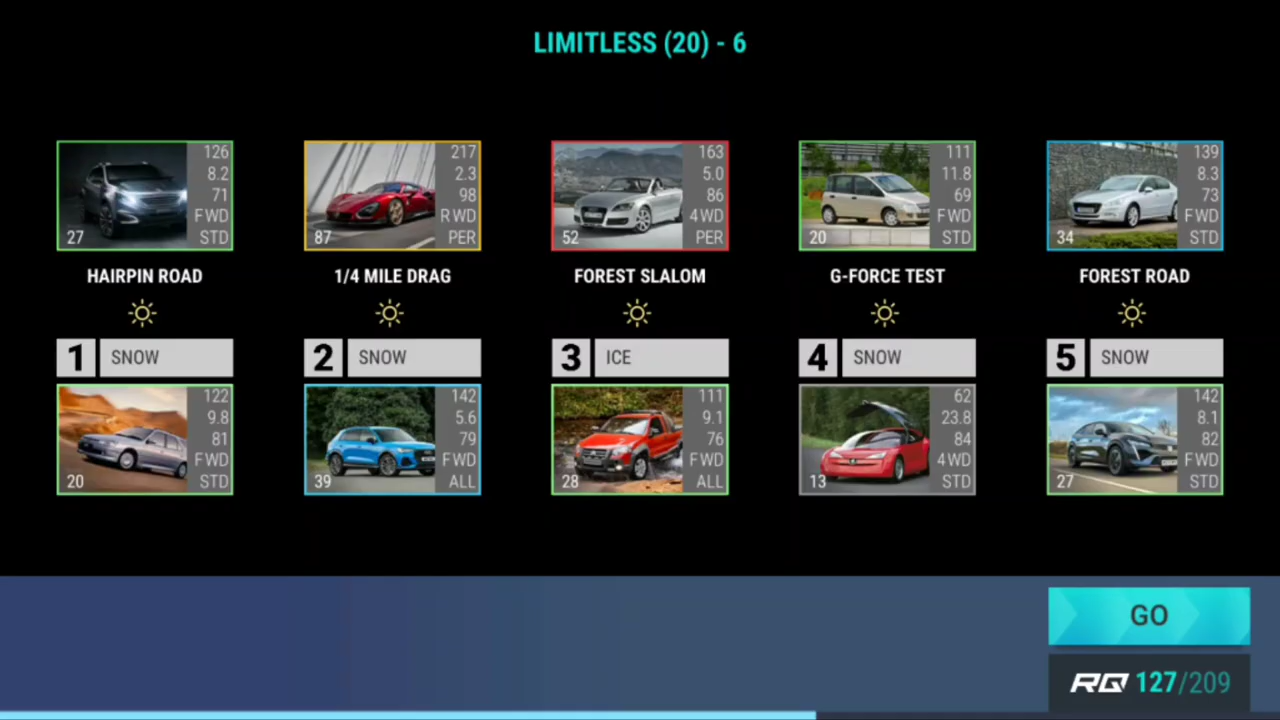 LIMITLESS (20) - 6
126
8.2
71
FWD
STD
27
217
2.3
98
RWD
PER
87
163
5.0
86
4WD
PER
52
111
11.8
69
FWD
STD
20
139
8.3
73
FWD
STD
34
HAIRPIN ROAD
1/4 MILE DRAG
FOREST SLALOM
G-FORCE TEST
FOREST ROAD
1 SNOW
2 SNOW
3 ICE
4 SNOW
5 SNOW
122
9.8
81
FWD
STD
20
142
5.6
79
FWD
ALL
39
111
9.1
76
FWD
ALL
28
62
23.8
84
4WD
STD
13
142
8.1
82
FWD
STD
27
GO
RQ 127/209